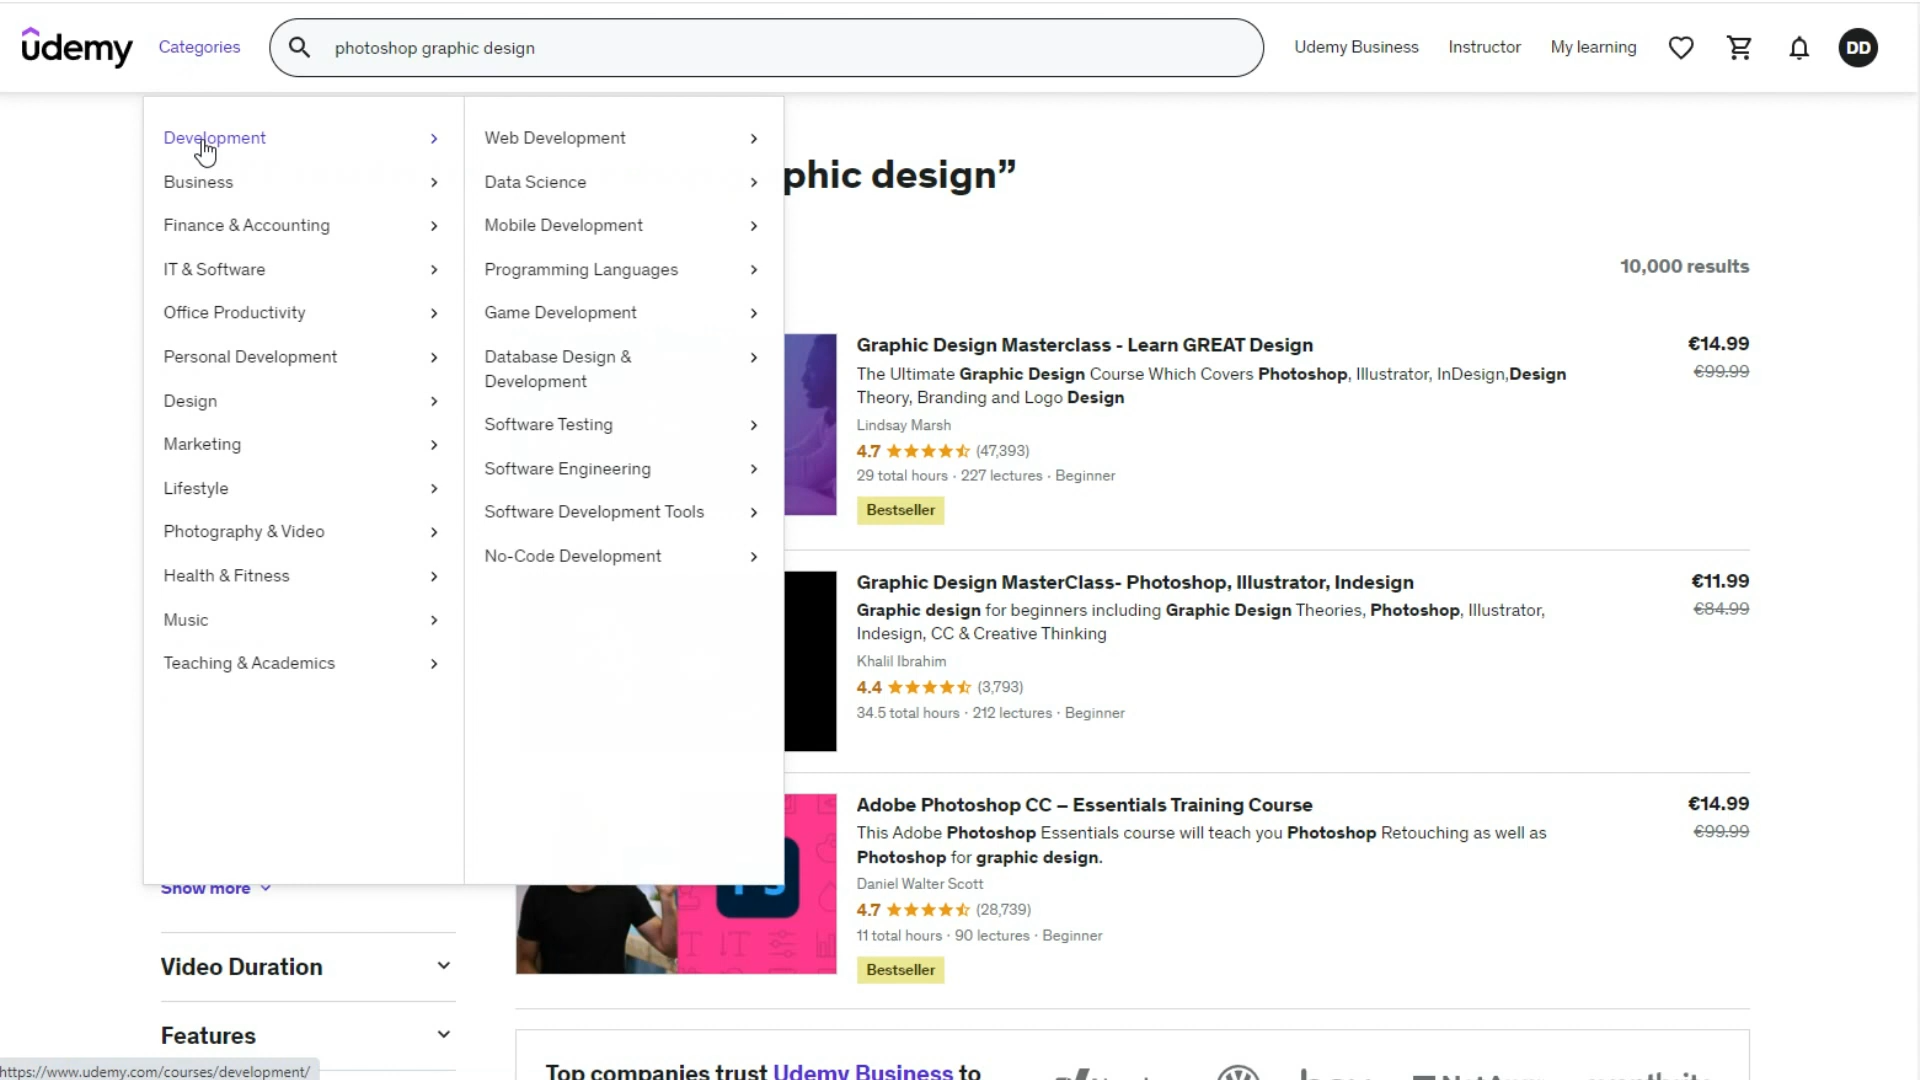 ûdemy Categories photoshop graphic design Udemy Business Instructor My learning DD
Development
Business
Finance & Accounting
IT & Software
Office Productivity
Personal Development
Design
Marketing
Lifestyle
Photography & Video
Health & Fitness
Music
Teaching & Academics
Web Development
Data Science
Mobile Development
Programming Languages
Game Development
Database Design &
Development
Software Testing
Software Engineering
Software Development Tools
No-Code Development
phic design”
10,000 results
Graphic Design Masterclass - Learn GREAT Design €14.99
The Ultimate Graphic Design Course Which Covers Photoshop, Illustrator, InDesign,Design €99.99
Theory, Branding and Logo Design
Lindsay Marsh
4.7 (47,393)
29 total hours · 227 lectures · Beginner
Bestseller
Graphic Design MasterClass- Photoshop, Illustrator, Indesign €11.99
Graphic design for beginners including Graphic Design Theories, Photoshop, Illustrator, €84.99
Indesign, CC & Creative Thinking
Khalil Ibrahim
4.4 (3,793)
34.5 total hours · 212 lectures · Beginner
Adobe Photoshop CC – Essentials Training Course €14.99
This Adobe Photoshop Essentials course will teach you Photoshop Retouching as well as €99.99
Photoshop for graphic design.
Daniel Walter Scott
4.7 (28,739)
11 total hours · 90 lectures · Beginner
Bestseller
Show more
Video Duration
Features
Top companies trust Udemy Business to
https://www.udemy.com/courses/development/